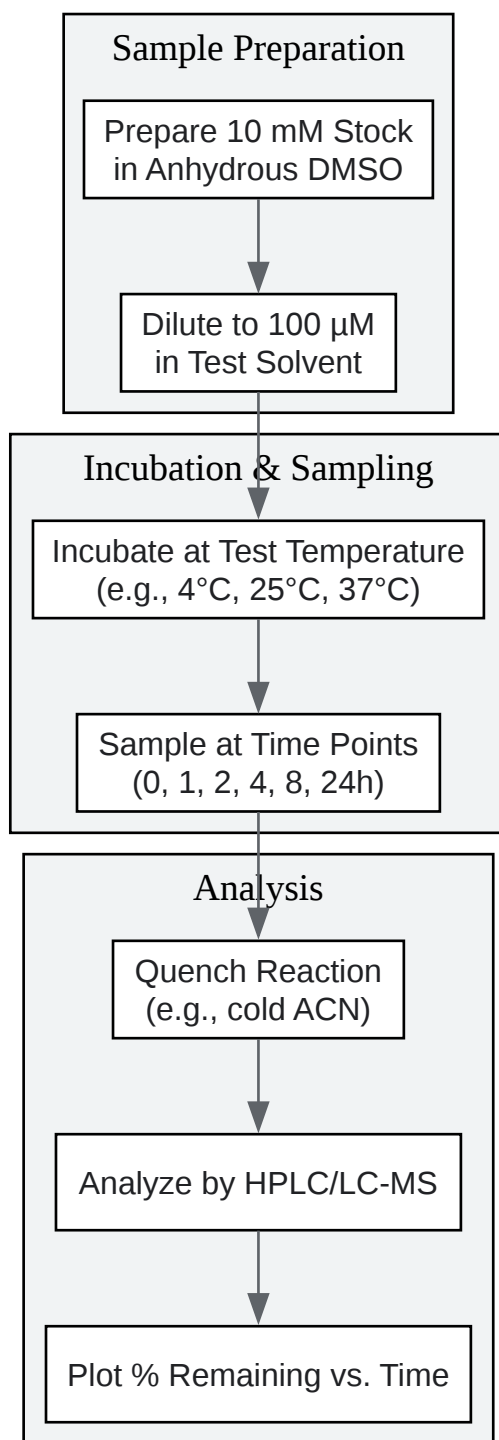 Sample Preparation
Prepare 10 mM Stock
in Anhydrous DMSO
Dilute to 100 µM
in Test Solvent
Incubation & Sampling
Incubate at Test Temperature
(e.g., 4°C, 25°C, 37°C)
Sample at Time Points
(0, 1, 2, 4, 8, 24h)
Analysis
Quench Reaction
(e.g., cold ACN)
Analyze by HPLC/LC-MS
Plot % Remaining vs. Time